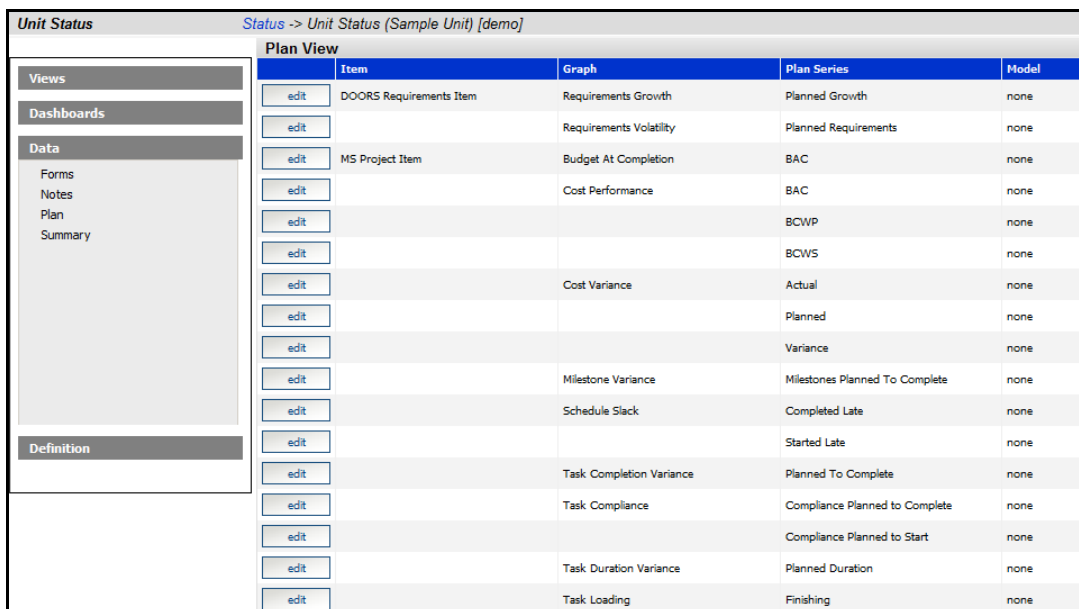 Unit Status Status -> Unit Status (Sample Unit) [demo]
Plan View
Views
Dashboards
Data
Forms
Notes
Plan
Summary
Definition
Item Graph Plan Series Model
edit DOORS Requirements Item Requirements Growth Planned Growth none
edit Requirements Volatility Planned Requirements none
edit MS Project Item Budget At Completion BAC none
edit Cost Performance BAC none
edit BCWP none
edit BCWS none
edit Cost Variance Actual none
edit Planned none
edit Variance none
edit Milestone Variance Milestones Planned To Complete none
edit Schedule Slack Completed Late none
edit Started Late none
edit Task Completion Variance Planned To Complete none
edit Task Compliance Compliance Planned to Complete none
edit Compliance Planned to Start none
edit Task Duration Variance Planned Duration none
edit Task Loading Finishing none